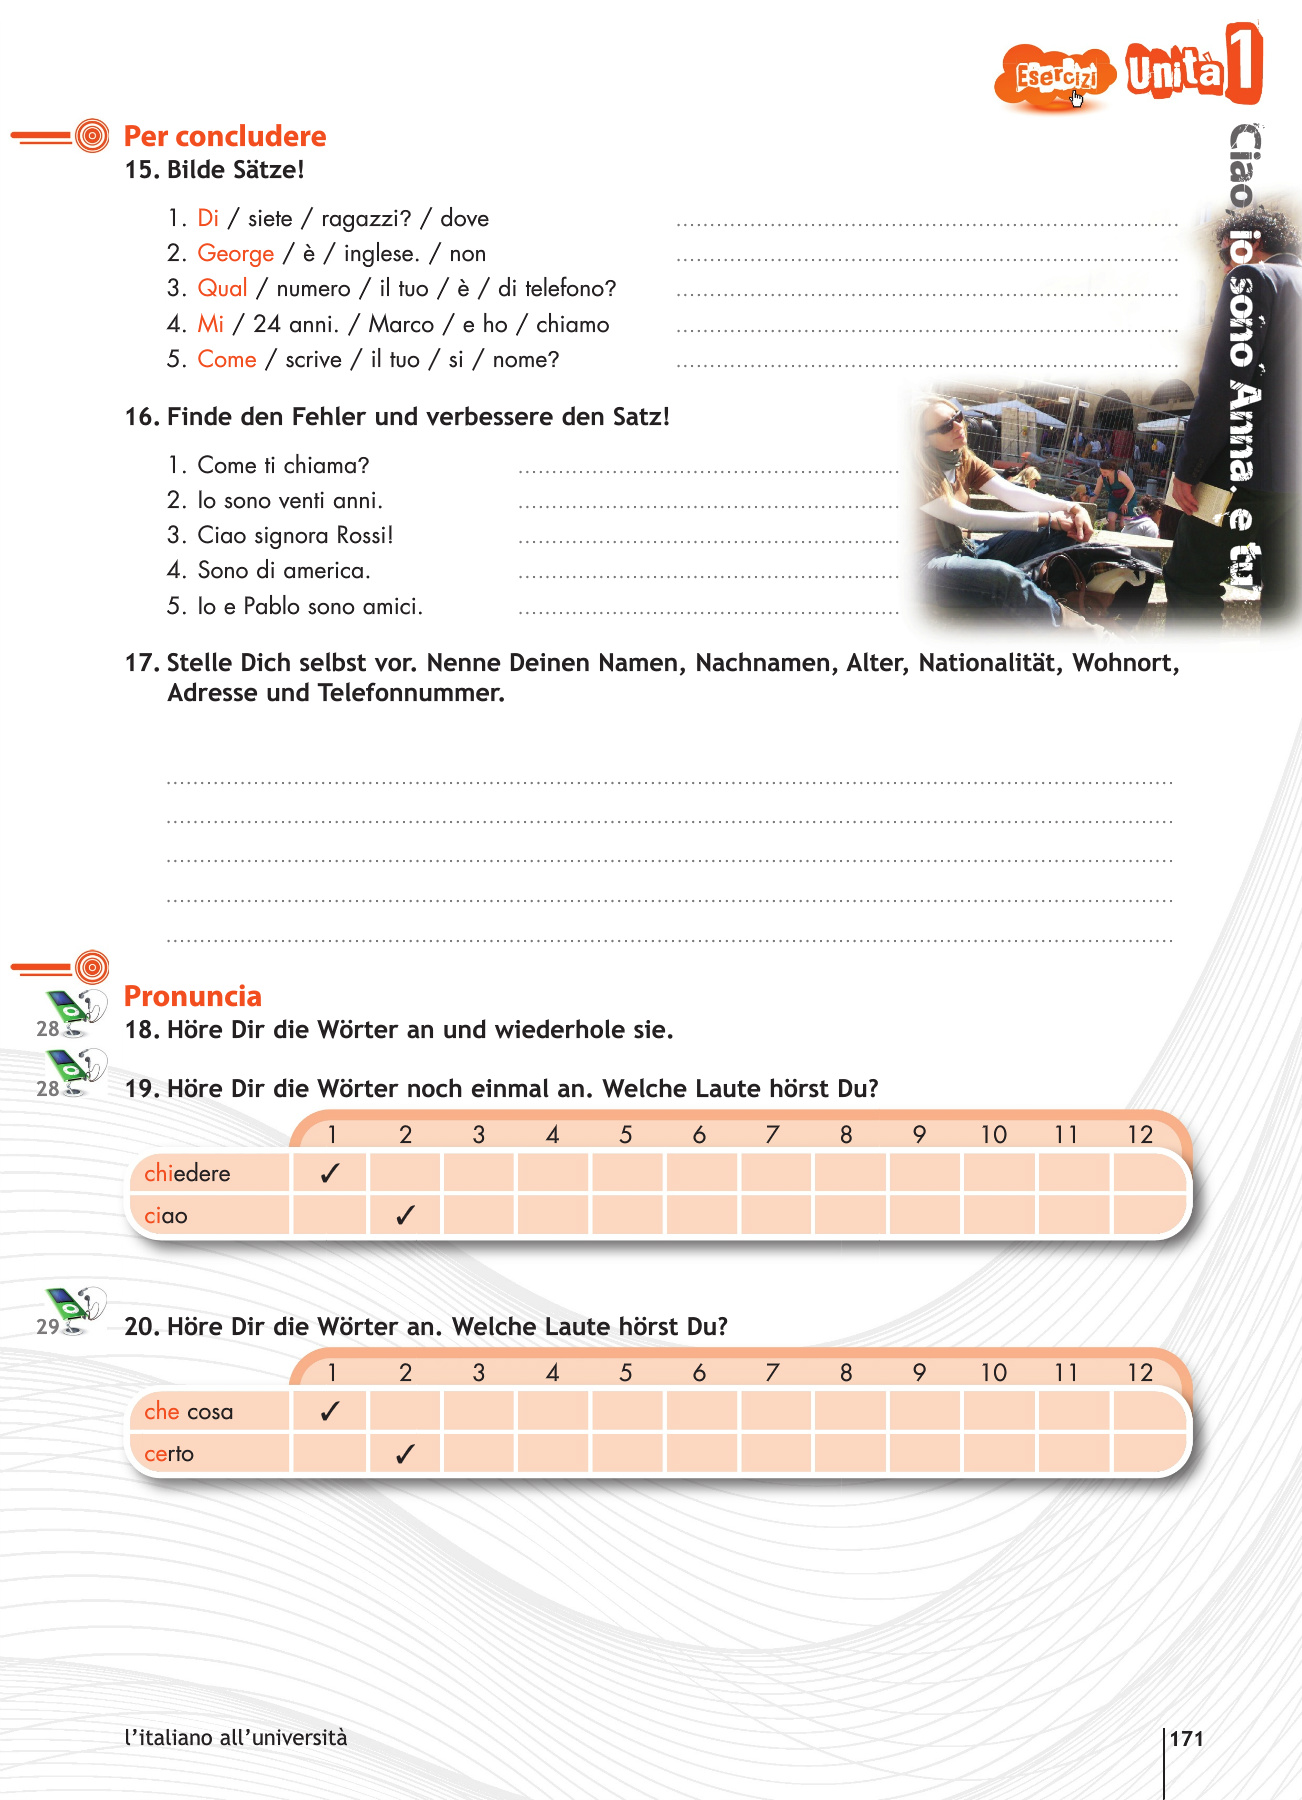 Esercizi Unità 1
Ciao, io sono Anna, e tu
Per concludere
15. Bilde Sätze!
1. Di / siete / ragazzi? / dove
2. George / è / inglese. / non
3. Qual / numero / il tuo / è / di telefono?
4. Mi / 24 anni. / Marco / e ho / chiamo
5. Come / scrive / il tuo / si / nome?
16. Finde den Fehler und verbessere den Satz!
1. Come ti chiama?
2. Io sono venti anni.
3. Ciao signora Rossi!
4. Sono di america.
5. Io e Pablo sono amici.
17. Stelle Dich selbst vor. Nenne Deinen Namen, Nachnamen, Alter, Nationalität, Wohnort,
Adresse und Telefonnummer.
Pronuncia
28 18. Höre Dir die Wörter an und wiederhole sie.
28 19. Höre Dir die Wörter noch einmal an. Welche Laute hörst Du?
1 2 3 4 5 6 7 8 9 10 11 12
chiedere ✓
ciao ✓
29 20. Höre Dir die Wörter an. Welche Laute hörst Du?
1 2 3 4 5 6 7 8 9 10 11 12
che cosa ✓
certo ✓
l'italiano all'università
171